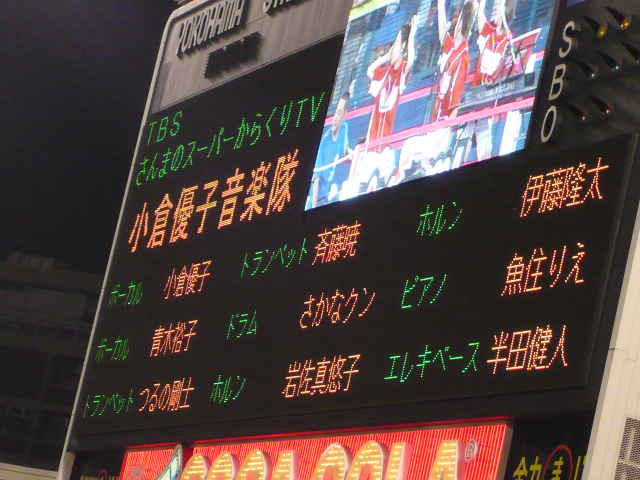 YOKOHAMA
TBS
さんまのスーパーからくりTV
小倉優子音楽隊
ボーカル 小倉優子 トランペット 斉藤暁 ホルン 伊藤隆太
ボーカル 青木裕子 ドラム さかなクン ピアノ 魚住りえ
トランペット つるの剛士 ホルン 岩佐真悠子 エレキベース 半田健人
SBO
COCA-COLA®